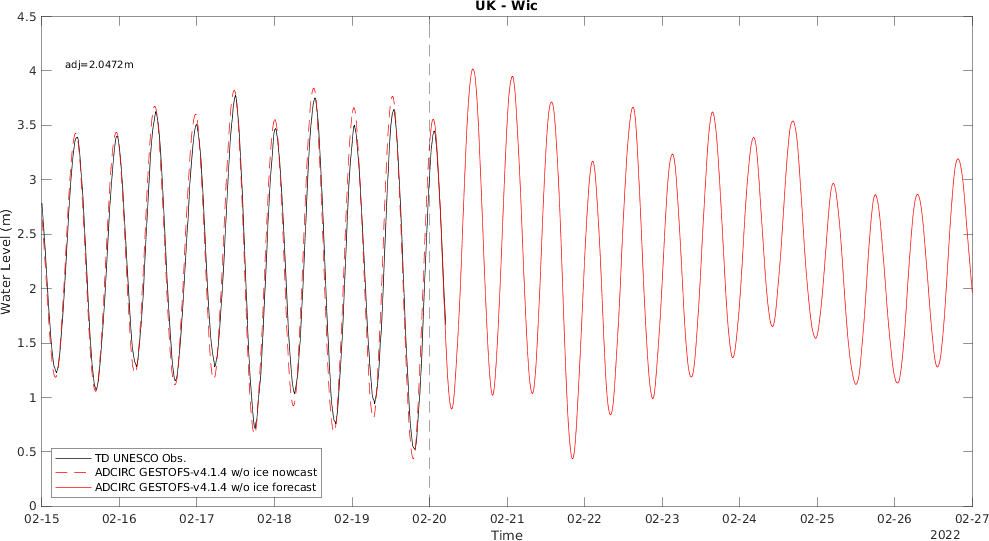 UK - Wic
adj=2.0472m
Water Level (m)
4.5
4
3.5
3
2.5
2
1.5
1
0.5
0
TD UNESCO Obs.
ADCIRC GESTOFS-v4.1.4 w/o ice nowcast
ADCIRC GESTOFS-v4.1.4 w/o ice forecast
02-15 02-16 02-17 02-18 02-19 02-20 02-21 02-22 02-23 02-24 02-25 02-26 02-27
Time
2022